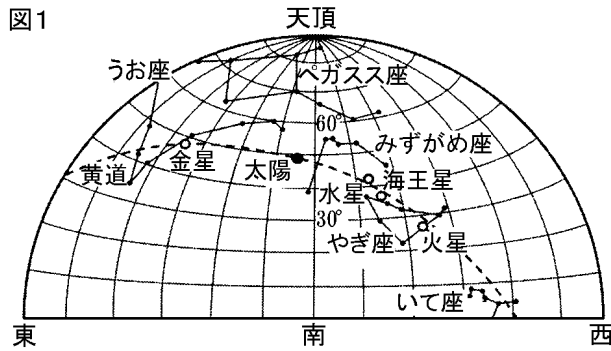 図1
天頂
うお座
ペガスス座
60°
みずがめ座
黄道
金星
太陽
水星
海王星
30°
やぎ座
火星
いて座
東
南
西